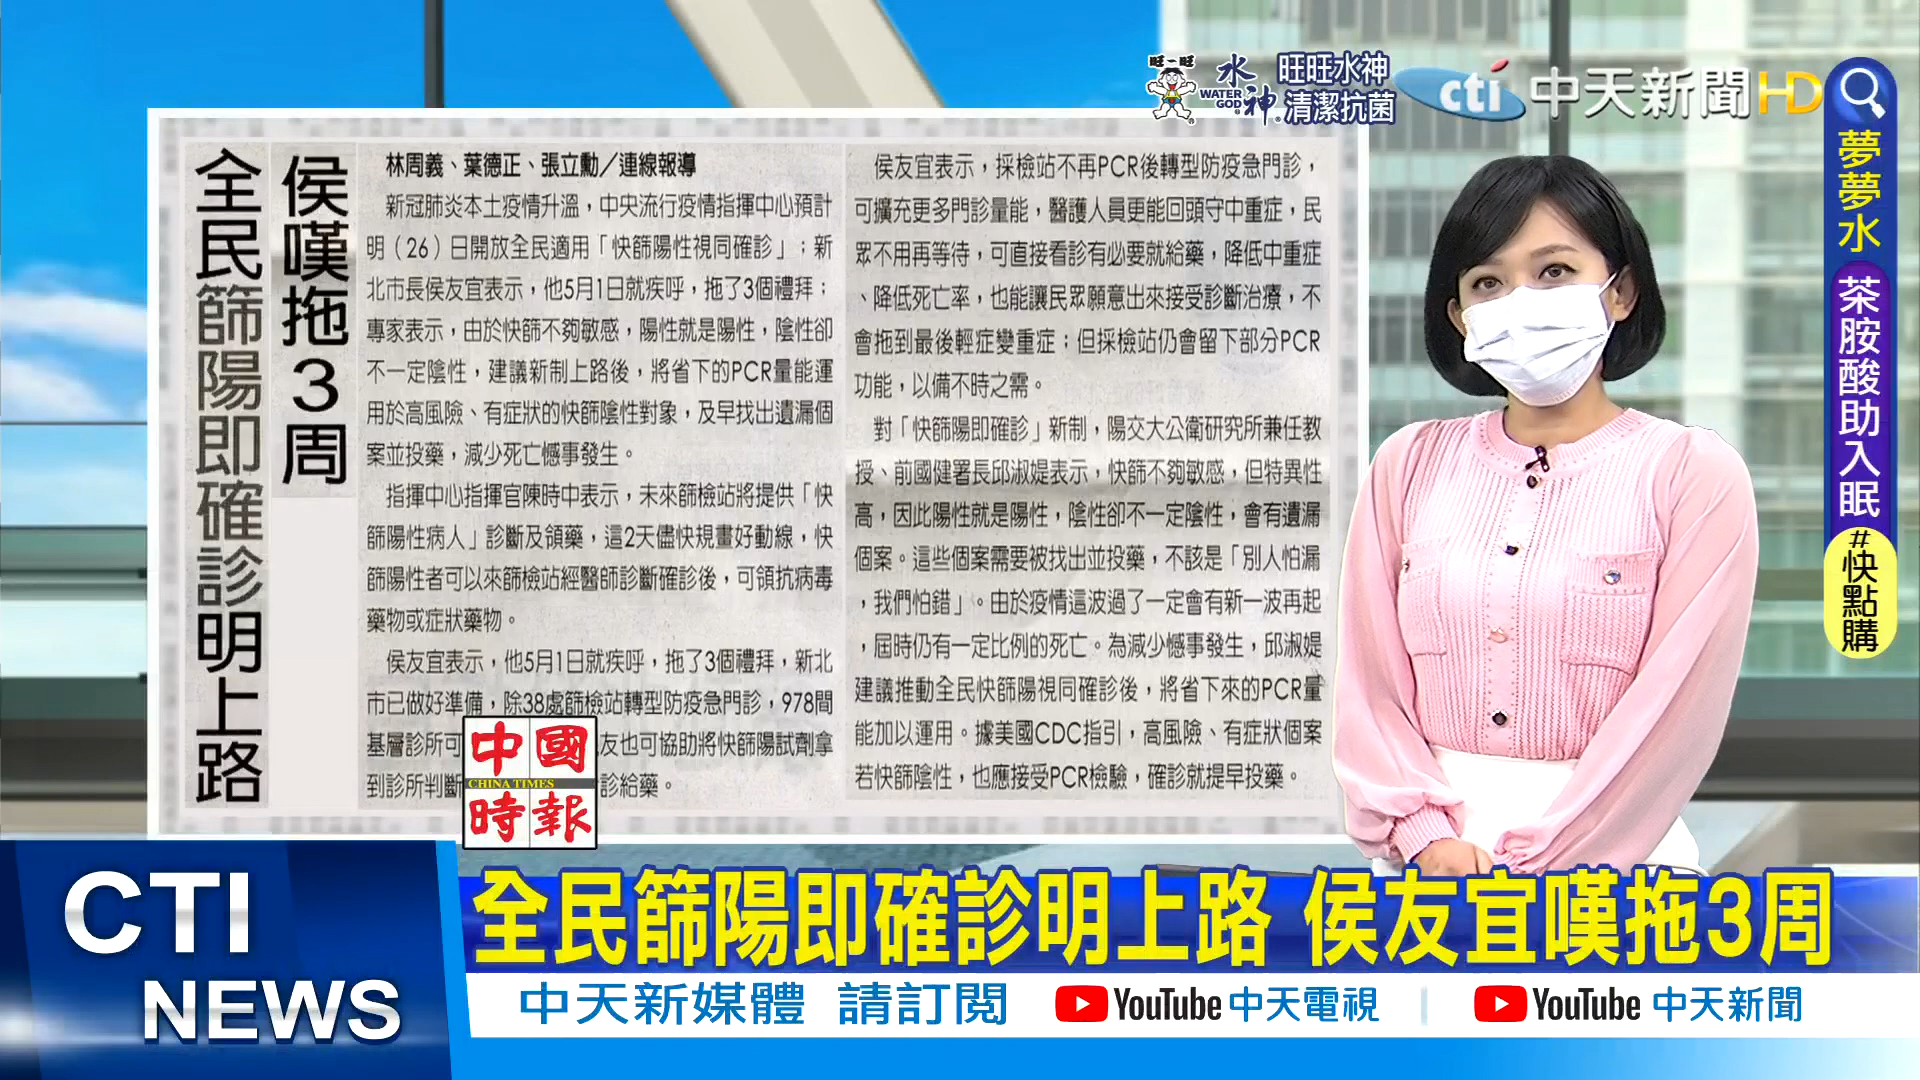 旺一旺
水神
WATER GOD
旺旺水神
清潔抗菌
cti 中天新聞HD
夢夢水
茶胺酸助入眠
#快點購
侯嘆拖3周
全民篩陽即確診明上路
林周義、葉德正、張立勳／連線報導
新冠肺炎本土疫情升溫，中央流行疫情指揮中心預計
明（26）日開放全民適用「快篩陽性視同確診」；新
北市長侯友宜表示，他5月1日就疾呼，拖了3個禮拜；
專家表示，由於快篩不夠敏感，陽性就是陽性，陰性卻
不一定陰性，建議新制上路後，將省下的PCR量能運
用於高風險、有症狀的快篩陰性對象，及早找出遺漏個
案並投藥，減少死亡憾事發生。
指揮中心指揮官陳時中表示，未來篩檢站將提供「快
篩陽性病人」診斷及領藥，這2天儘快規畫好動線，快
篩陽性者可以來篩檢站經醫師診斷確診後，可領抗病毒
藥物或症狀藥物。
侯友宜表示，他5月1日就疾呼，拖了3個禮拜，新北
市已做好準備，除38處篩檢站轉型防疫急門診，978間
基層診所可
友也可協助將快篩陽試劑拿
到診所判斷
診給藥。
侯友宜表示，採檢站不再PCR後轉型防疫急門診，
可擴充更多門診量能，醫護人員更能回頭守中重症，民
眾不用再等待，可直接看診有必要就給藥，降低中重症
、降低死亡率，也能讓民眾願意出來接受診斷治療，不
會拖到最後輕症變重症；但採檢站仍會留下部分PCR
功能，以備不時之需。
對「快篩陽即確診」新制，陽交大公衛研究所兼任教
授、前國健署長邱淑媞表示，快篩不夠敏感，但特異性
高，因此陽性就是陽性，陰性卻不一定陰性，會有遺漏
個案。這些個案需要被找出並投藥，不該是「別人怕漏
，我們怕錯」。由於疫情這波過了一定會有新一波再起
，屆時仍有一定比例的死亡。為減少憾事發生，邱淑媞
建議推動全民快篩陽視同確診後，將省下來的PCR量
能加以運用。據美國CDC指引，高風險、有症狀個案
若快篩陰性，也應接受PCR檢驗，確診就提早投藥。
中國
CHINA TIMES
時報
CTI
NEWS
全民篩陽即確診明上路 侯友宜嘆拖3周
中天新媒體 請訂閱 YouTube 中天電視 | YouTube 中天新聞